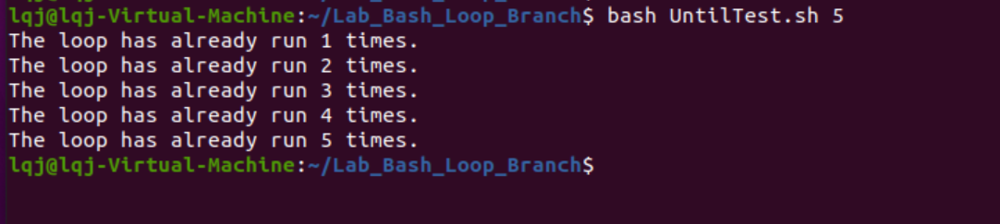 lqj@lqj-Virtual-Machine:~/Lab_Bash_Loop_Branch$ bash UntilTest.sh 5
The loop has already run 1 times.
The loop has already run 2 times.
The loop has already run 3 times.
The loop has already run 4 times.
The loop has already run 5 times.
lqj@lqj-Virtual-Machine:~/Lab_Bash_Loop_Branch$